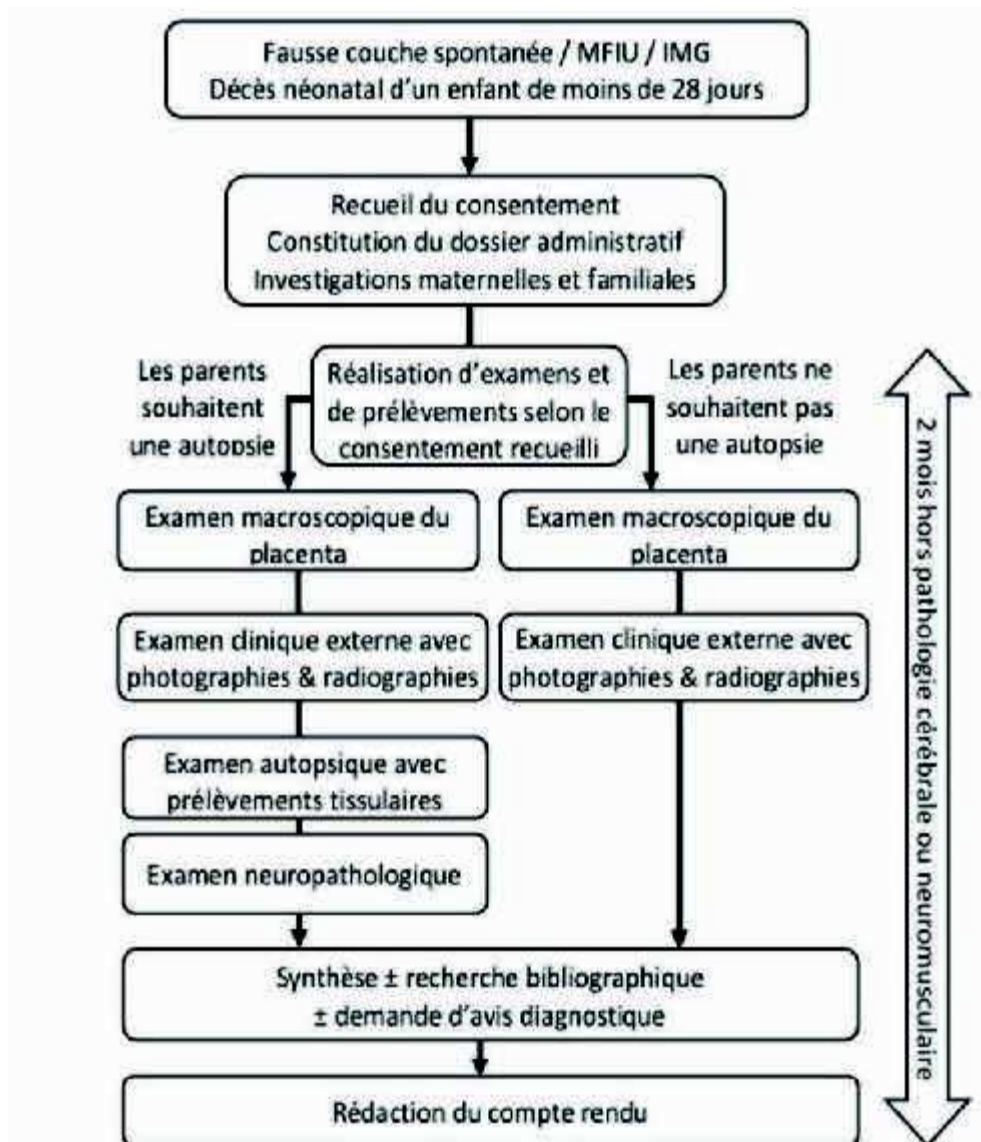 Fausse couche spontanée / MFIU / IMG
Décès néonatal d'un enfant de moins de 28 jours
Recueil du consentement
Constitution du dossier administratif
Investigations maternelles et familiales
Les parents
souhaitent
une autopsie
Réalisation d'examens et
de prélèvements selon le
consentement recueilli
Les parents ne
souhaitent pas
une autopsie
Examen macroscopique du
placenta
Examen macroscopique du
placenta
Examen clinique externe avec
photographies & radiographies
Examen clinique externe avec
photographies & radiographies
Examen autopsique avec
prélèvements tissulaires
Examen neuropathologique
Synthèse ± recherche bibliographique
± demande d'avis diagnostique
Rédaction du compte rendu
2 mois hors pathologie cérébrale ou neuromusculaire